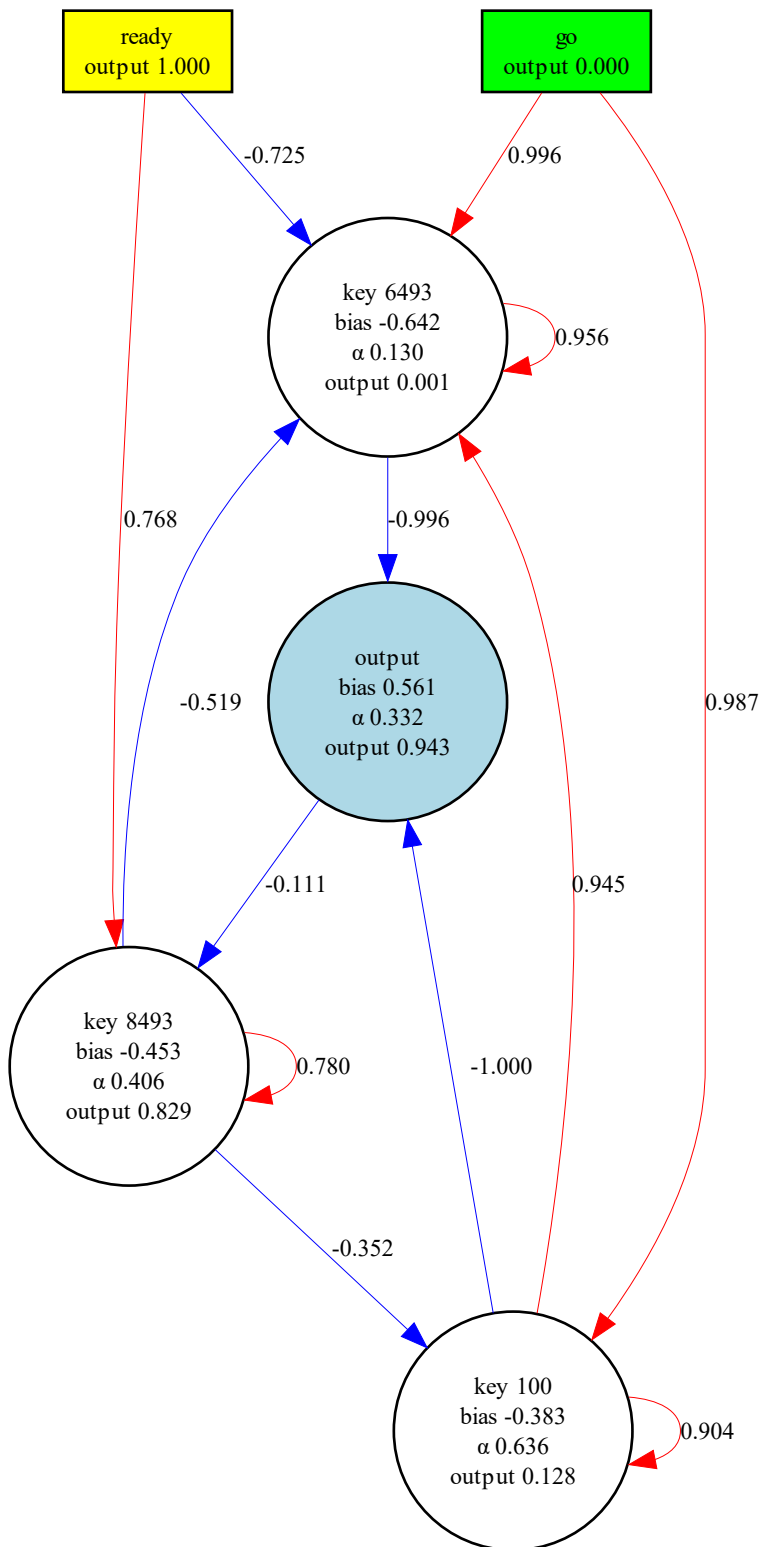 ready
output 1.000
go
output 0.000
-0.725
0.996
key 6493
bias -0.642
α 0.130
output 0.001
0.956
0.768
-0.996
-0.519
output
bias 0.561
α 0.332
output 0.943
0.987
-0.111
0.945
key 8493
bias -0.453
α 0.406
output 0.829
0.780
-1.000
-0.352
key 100
bias -0.383
α 0.636
output 0.128
0.904